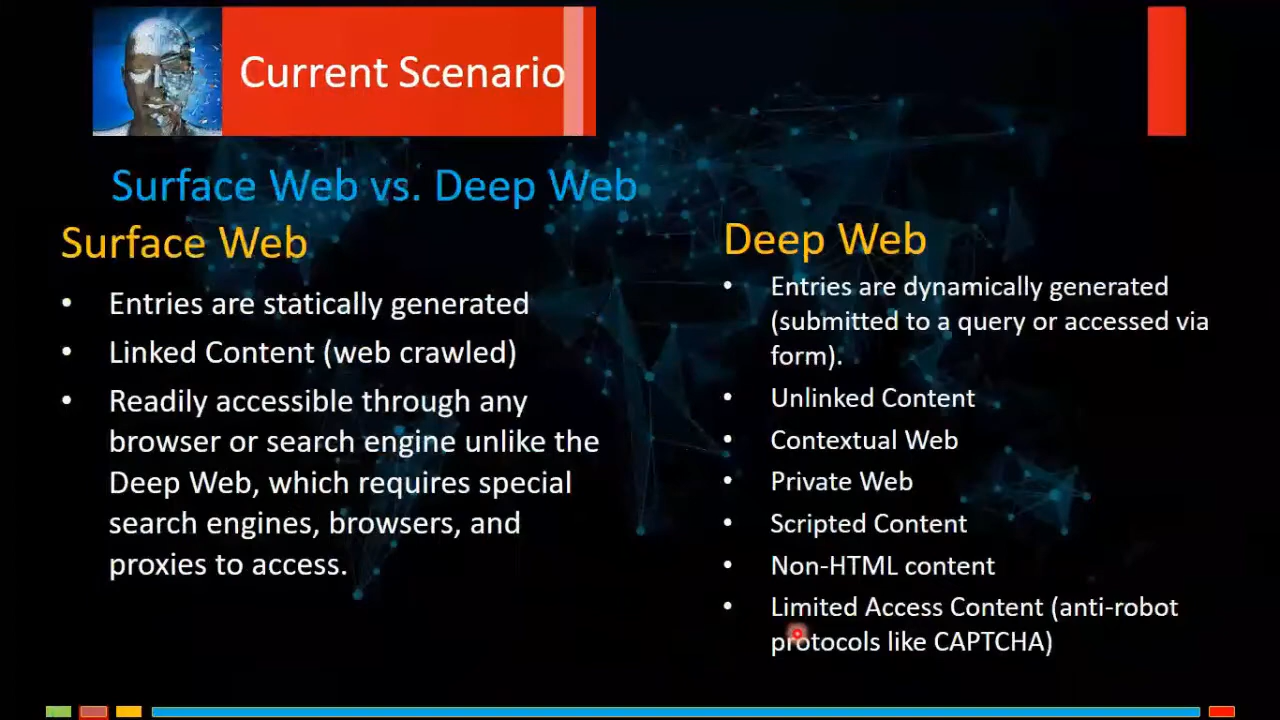 Current Scenario
Surface Web vs. Deep Web
Surface Web
• Entries are statically generated
• Linked Content (web crawled)
• Readily accessible through any
browser or search engine unlike the
Deep Web, which requires special
search engines, browsers, and
proxies to access.
Deep Web
• Entries are dynamically generated
(submitted to a query or accessed via
form).
• Unlinked Content
• Contextual Web
• Private Web
• Scripted Content
• Non-HTML content
• Limited Access Content (anti-robot
protocols like CAPTCHA)